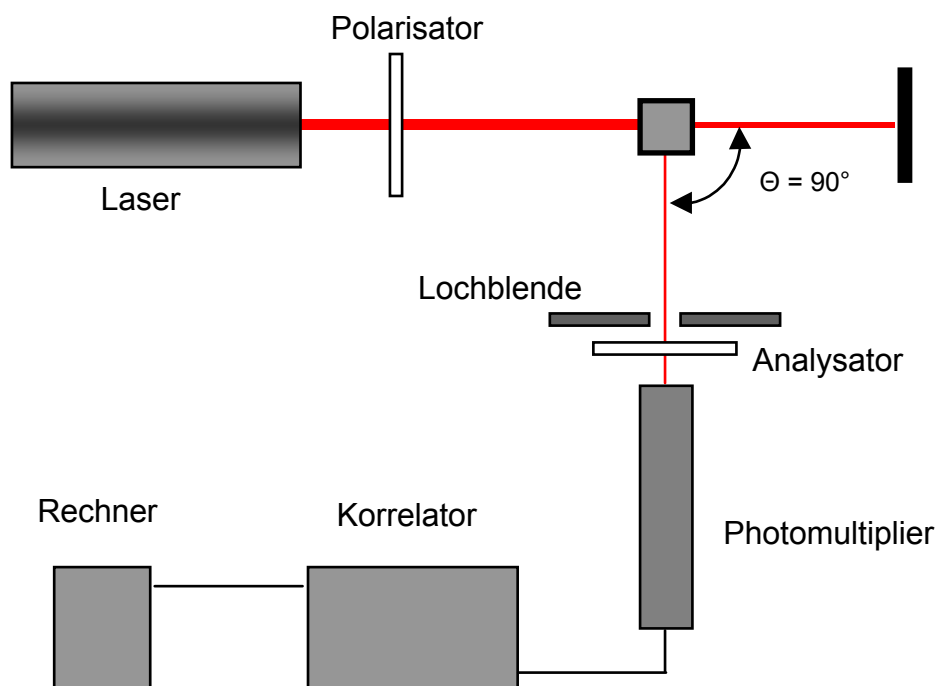 Polarisator
Laser
Θ = 90°
Lochblende
Analysator
Rechner
Korrelator
Photomultiplier